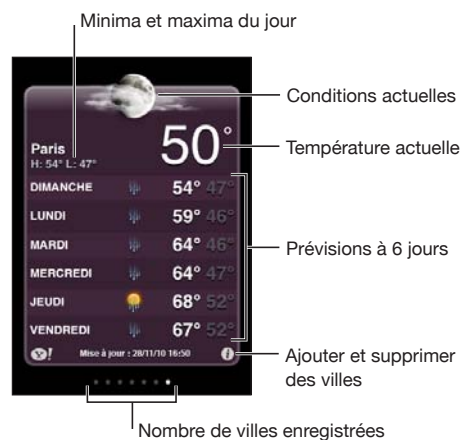 Minima et maxima du jour
Conditions actuelles
Paris
H: 54° L: 47°
50°
Température actuelle
DIMANCHE 54° 47°
LUNDI 59° 46°
MARDI 64° 46°
MERCREDI 64° 47°
JEUDI 68° 52°
VENDREDI 67° 52°
Prévisions à 6 jours
Y! Mise à jour : 28/11/10 16:50 i
Ajouter et supprimer
des villes
Nombre de villes enregistrées